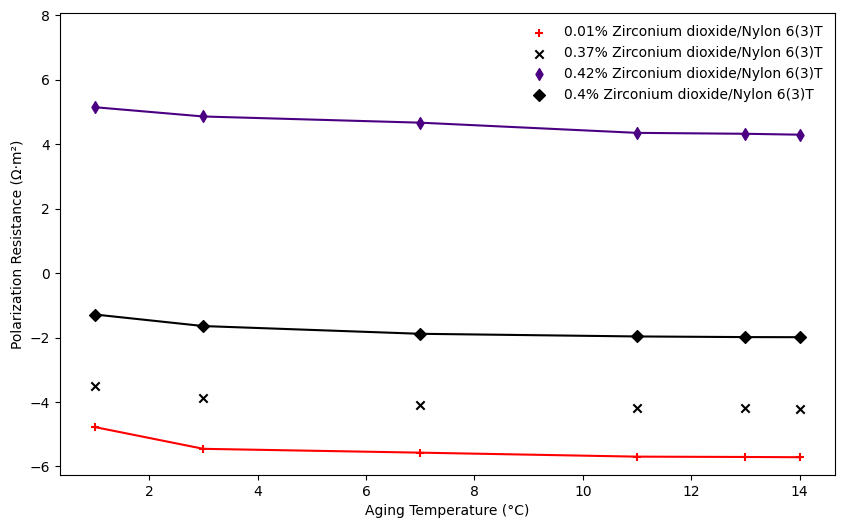 8
6
4
2
0
−2
−4
−6
Polarization Resistance (Ω·m²)
0.01% Zirconium dioxide/Nylon 6(3)T
0.37% Zirconium dioxide/Nylon 6(3)T
0.42% Zirconium dioxide/Nylon 6(3)T
0.4% Zirconium dioxide/Nylon 6(3)T
2 4 6 8 10 12 14
Aging Temperature (°C)